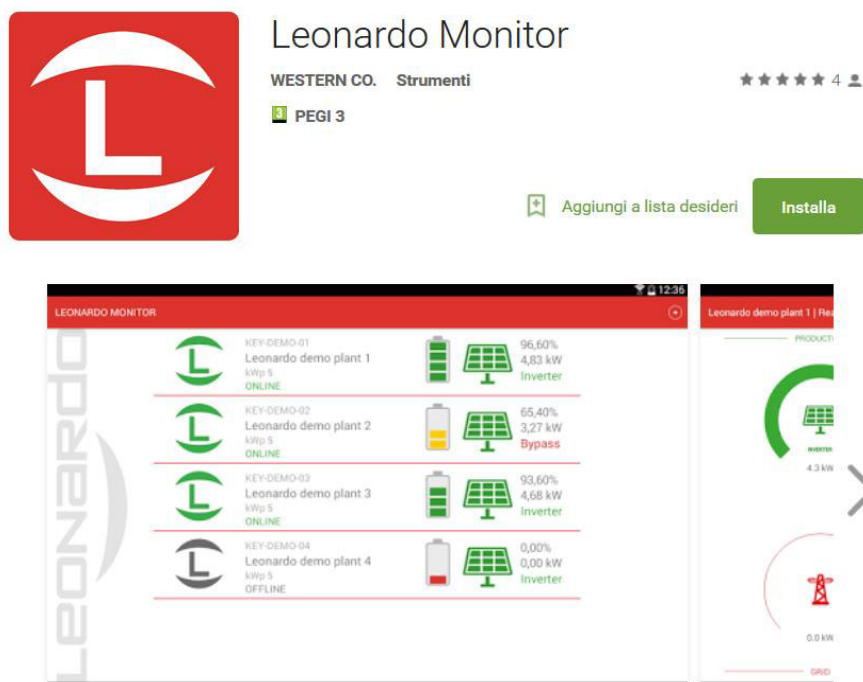 Leonardo Monitor
WESTERN CO. Strumenti
4
3 PEGI 3
Aggiungi a lista desideri
Installa
12:36
LEONARDO MONITOR
LEONARDO
KEY-DEMO-01
Leonardo demo plant 1
kWp 5
ONLINE
96,60%
4,83 kW
Inverter
KEY-DEMO-02
Leonardo demo plant 2
kWp 5
ONLINE
65,40%
3,27 kW
Bypass
KEY-DEMO-03
Leonardo demo plant 3
kWp 5
ONLINE
93,60%
4,68 kW
Inverter
KEY-DEMO-04
Leonardo demo plant 4
kWp 5
OFFLINE
0,00%
0,00 kW
Inverter
Leonardo demo plant 1 | Rea
PRODUCTI
INVERTER
4.3 kW
0.0 kW
GRID